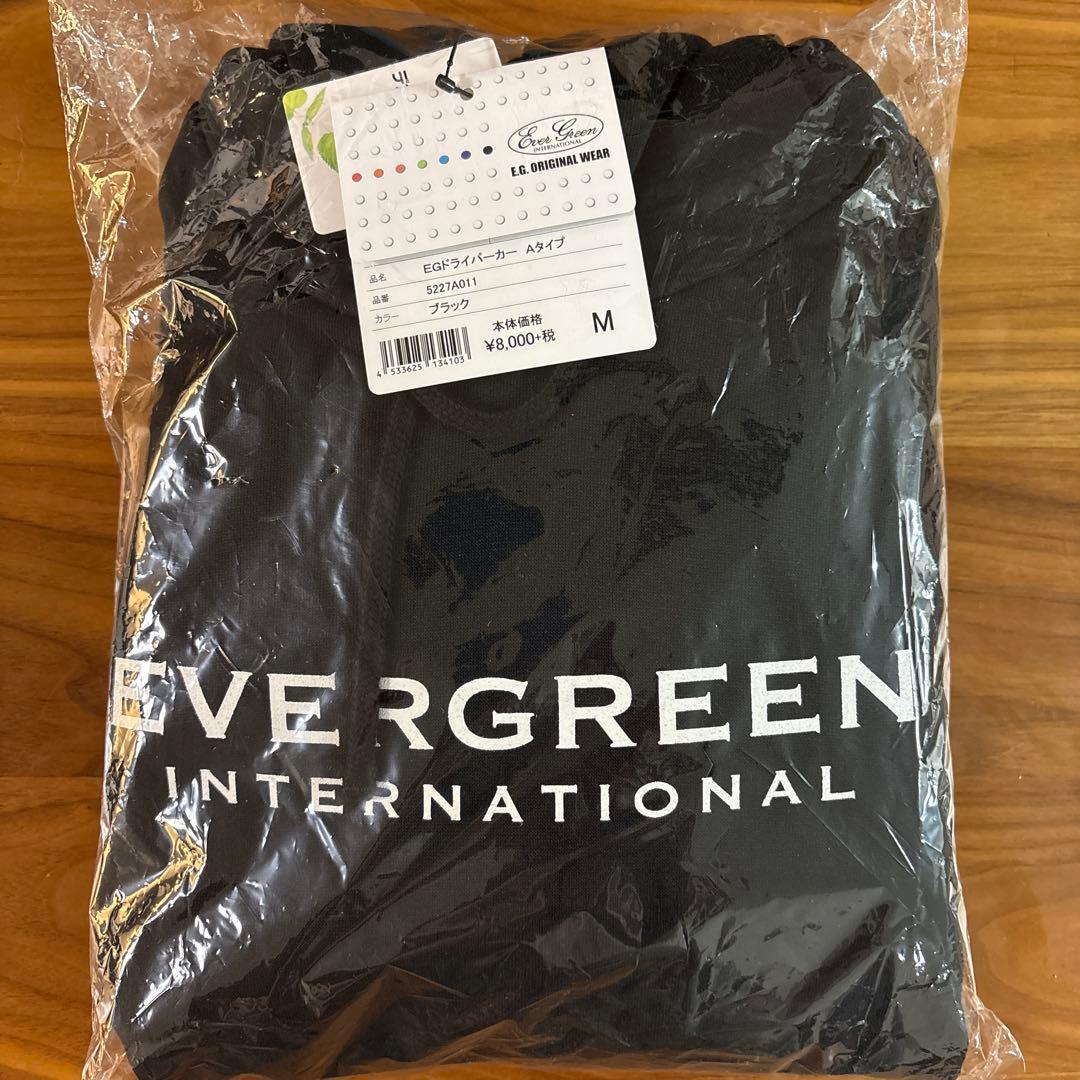 Ever Green
INTERNATIONAL
E.G. ORIGINAL WEAR
品名 EGドライパーカー Aタイプ
品番 5227A011
カラー ブラック
本体価格
¥8,000+税 M
4 533625 134103
EVERGREEN
INTERNATIONAL